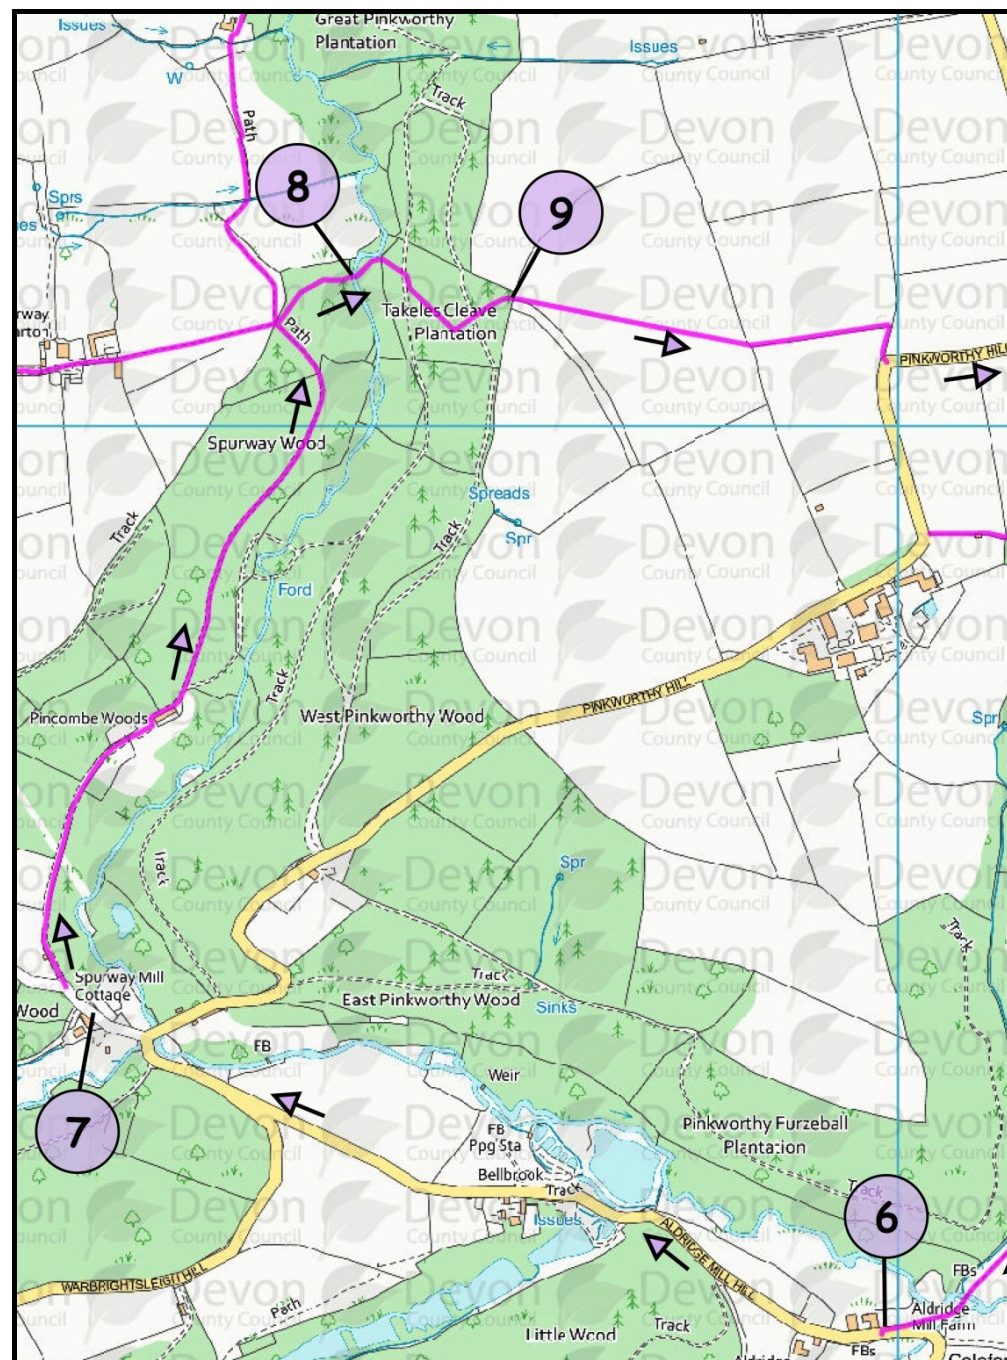 Issues
Great Pinkworthy
Plantation
Issues
W
Track
Path
8
9
Sprs
Takeles Cleave
Plantation
Path
PINKWORTHY HILL
Spurway Wood
Spreads
Spr
Track
Track
Ford
Track
Pincombe Woods
West Pinkworthy Wood
PINKWORTHY HILL
Spr
Track
Spr
Track
Track
Spurway Mill
Cottage
Wood
East Pinkworthy Wood
Sinks
FB
Weir
7
FB
Ppg Sta
Bellbrook
Track
Issues
Pinkworthy Furzeball
Plantation
Track
6
ALDRIDGE MILL HILL
WARBRIGHTSLEIGH HILL
Path
Little Wood
Track
FBs
Aldridge
Mill Farm
FBs
Devon
County Council